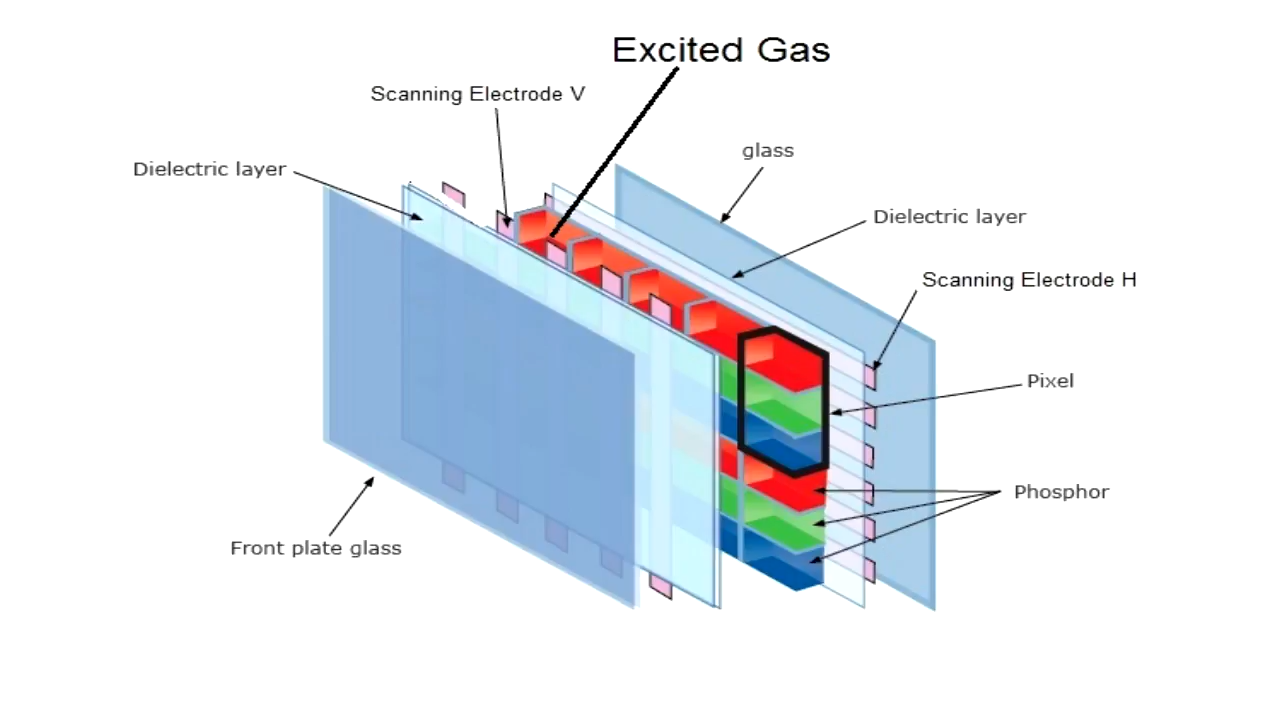 Excited Gas
Scanning Electrode V
glass
Dielectric layer
Dielectric layer
Scanning Electrode H
Pixel
Phosphor
Front plate glass